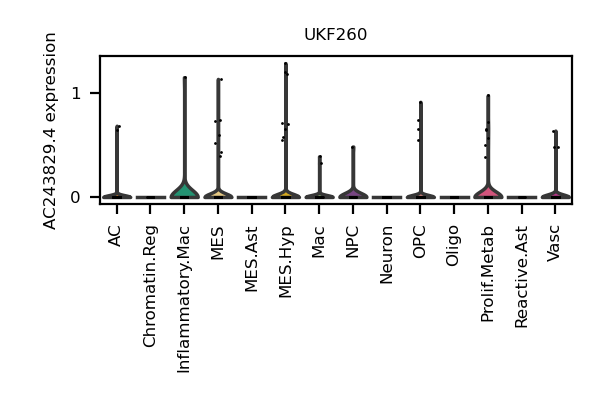 UKF260
AC243829.4 expression
1
0
AC
Chromatin.Reg
Inflammatory.Mac
MES
MES.Ast
MES.Hyp
Mac
NPC
Neuron
OPC
Oligo
Prolif.Metab
Reactive.Ast
Vasc